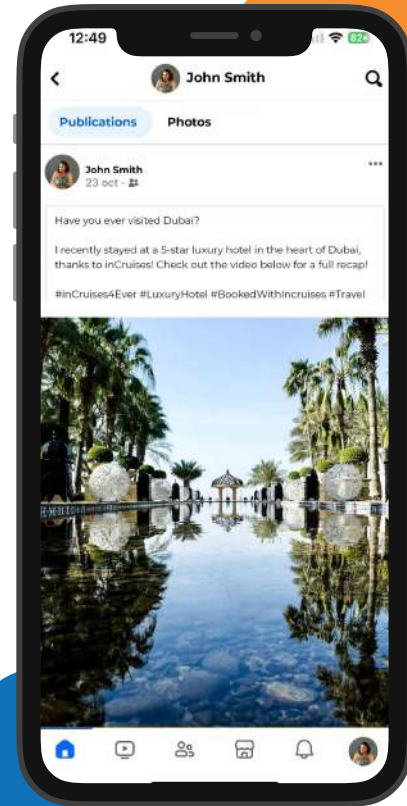 12:49
82
John Smith
Publications Photos
John Smith
23 oct -
Have you ever visited Dubai?
I recently stayed at a 5-star luxury hotel in the heart of Dubai,
thanks to inCruises! Check out the video below for a full recap!
#inCruises4Ever #LuxuryHotel #BookedWithIncruises #Travel